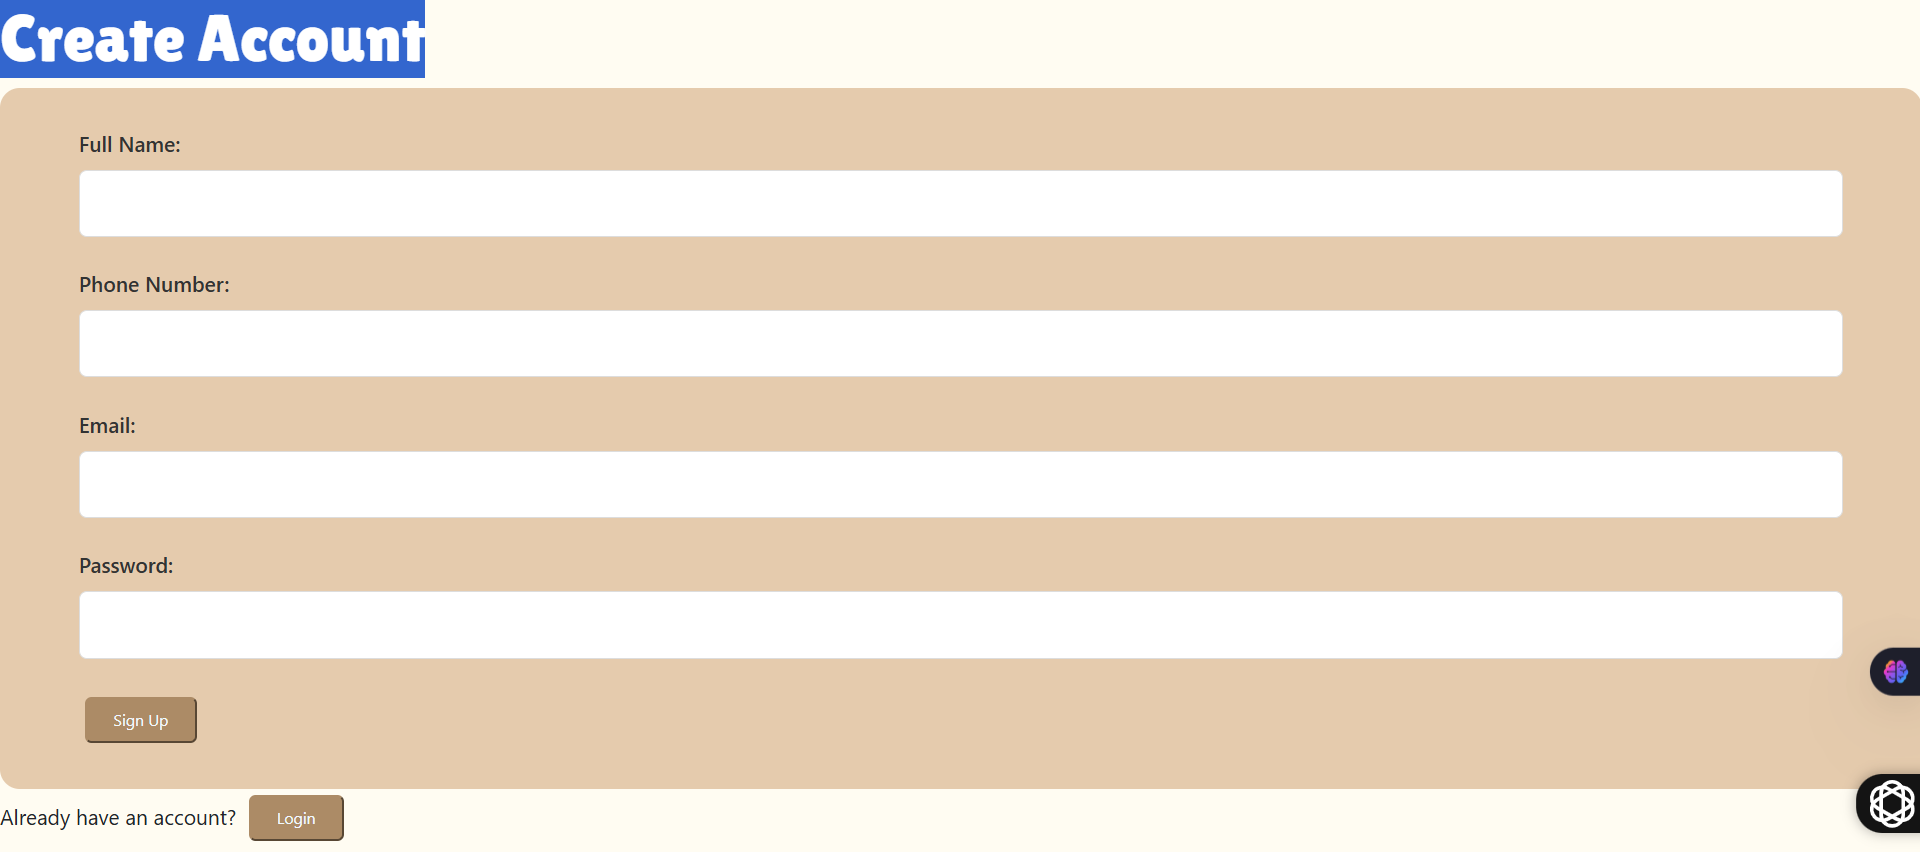 Create Account
Full Name:
Phone Number:
Email:
Password:
Sign Up
Already have an account? Login